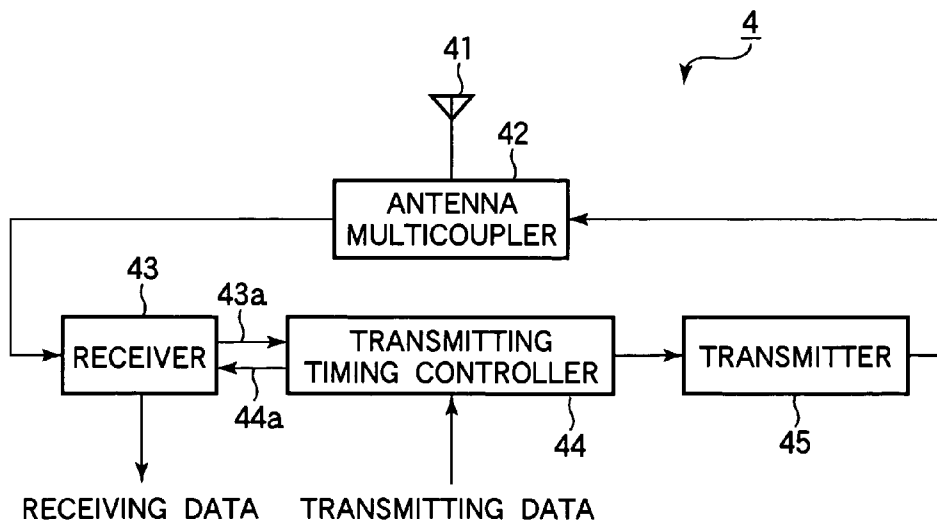 4
41
42
ANTENNA
MULTICOUPLER
43
43a
RECEIVER
TRANSMITTING
TIMING CONTROLLER
TRANSMITTER
44a
44
45
RECEIVING DATA
TRANSMITTING DATA